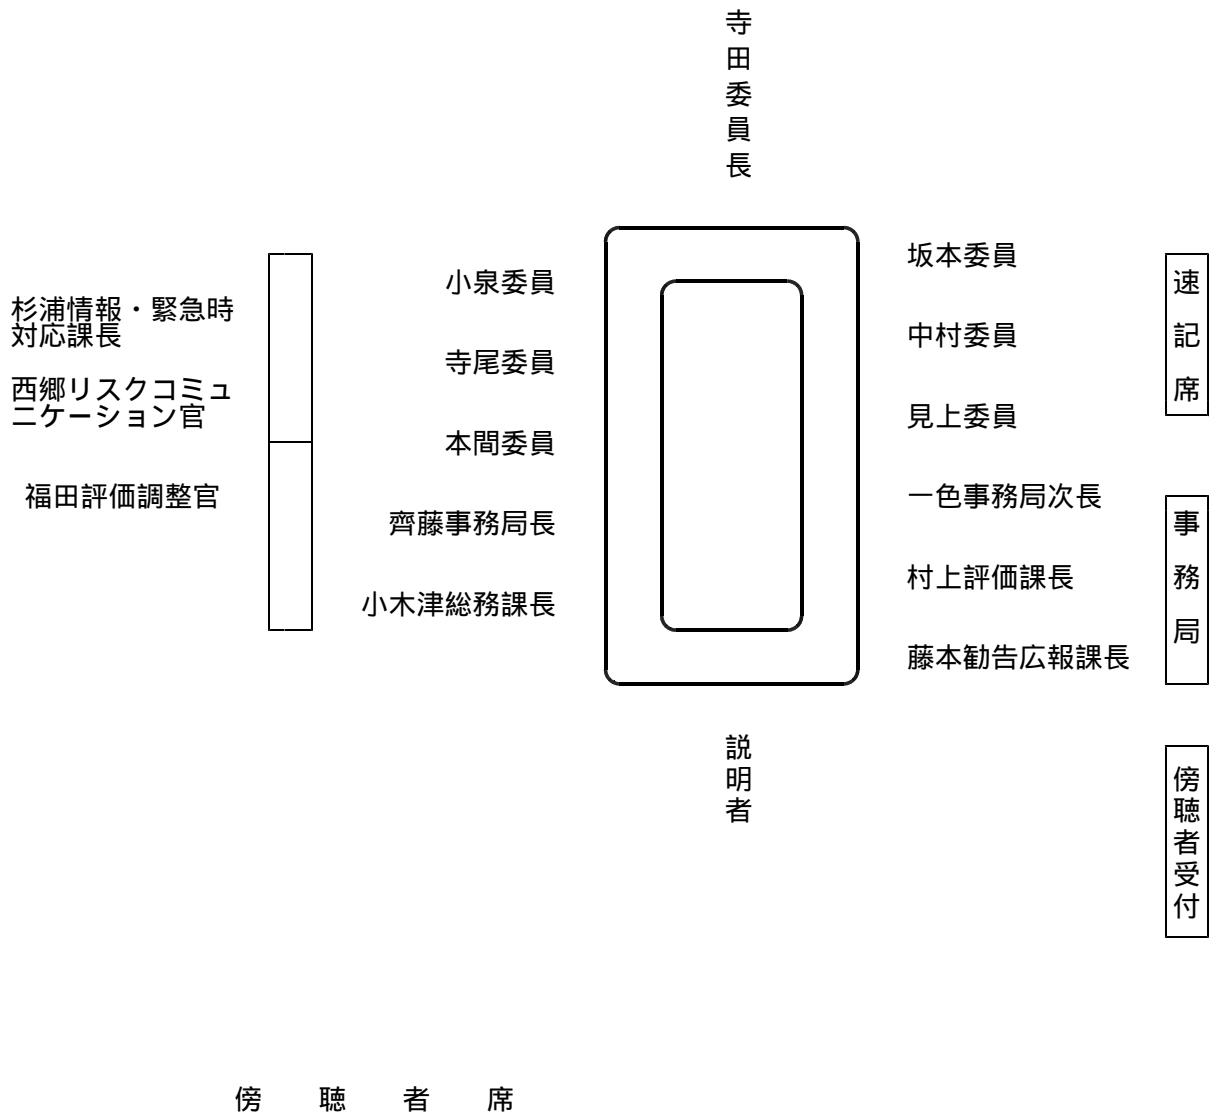 寺田委員長
坂本委員
小泉委員
速記席
杉浦情報・緊急時
対応課長
中村委員
寺尾委員
西郷リスクコミュ
ニケーション官
見上委員
本間委員
福田評価調整官
一色事務局次長
齊藤事務局長
事務局
村上評価課長
小木津総務課長
藤本勧告広報課長
説明者
傍聴者受付
傍聴者席